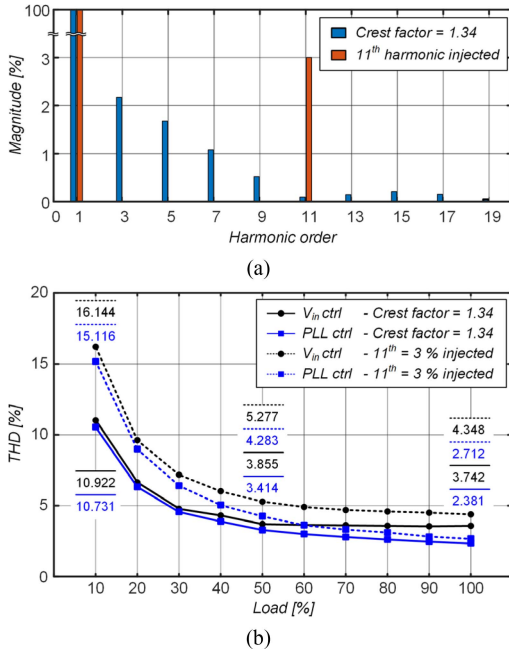 100
3
2
1
0
Magnitude [%]
Crest factor = 1.34
11th harmonic injected
0 1 3 5 7 9 11 13 15 17 19
Harmonic order
(a)
20
15
10
5
0
THD [%]
16.144
15.116
10.922
10.731
Vin ctrl - Crest factor = 1.34
PLL ctrl - Crest factor = 1.34
Vin ctrl - 11th = 3 % injected
PLL ctrl - 11th = 3 % injected
5.277
4.283
3.855
3.414
4.348
2.712
3.742
2.381
10 20 30 40 50 60 70 80 90 100
Load [%]
(b)